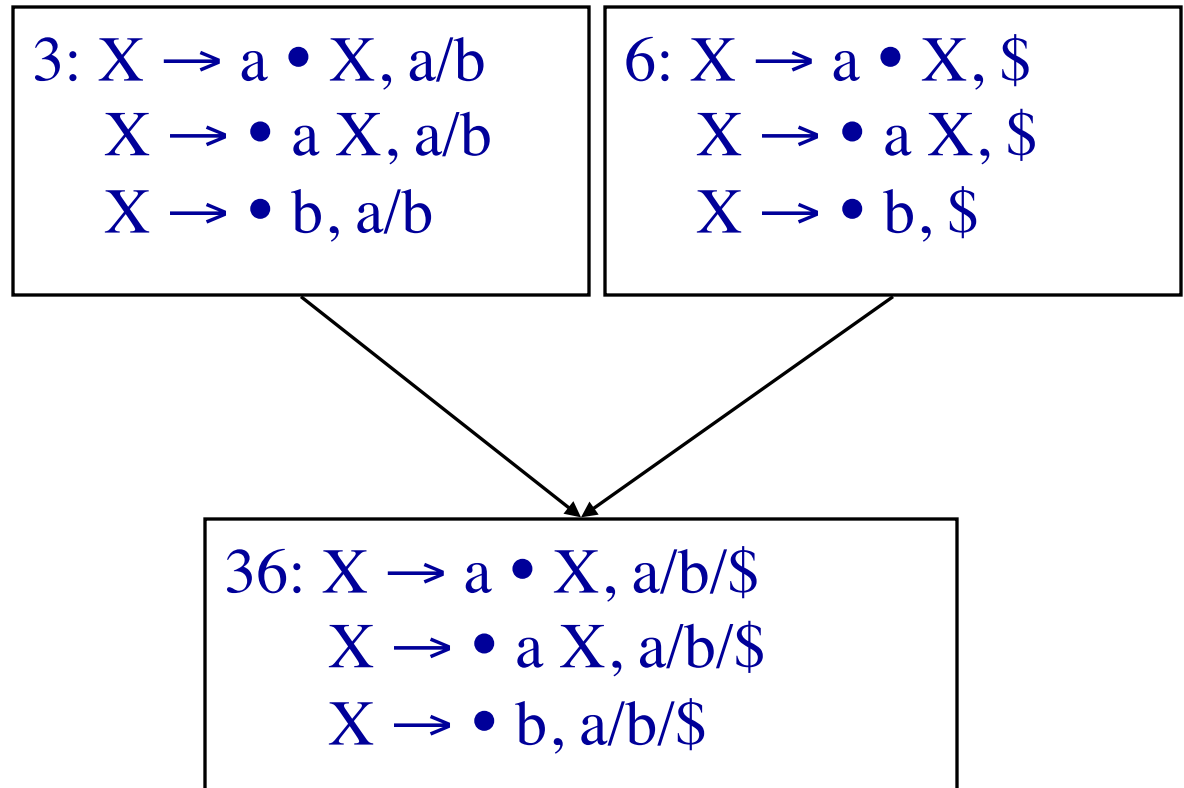 3: X → a • X, a/b
X → • a X, a/b
X → • b, a/b
6: X → a • X, $
X → • a X, $
X → • b, $
36: X → a • X, a/b/$
X → • a X, a/b/$
X → • b, a/b/$